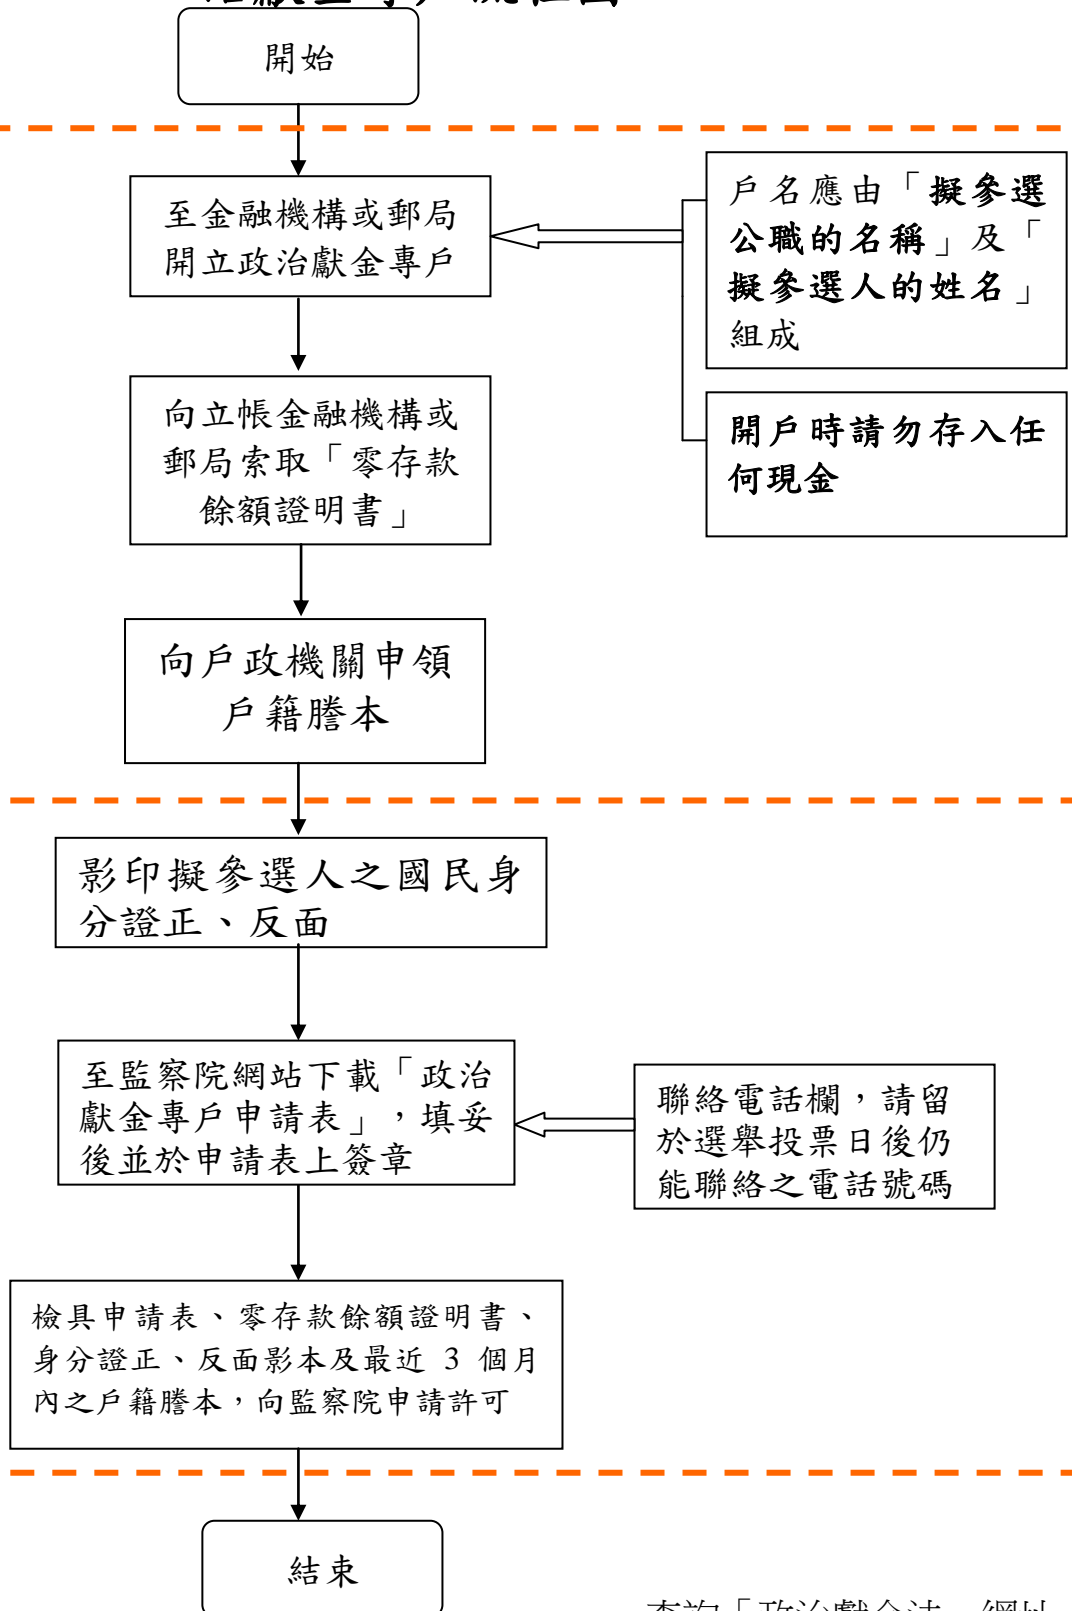 開始
至金融機構或郵局
開立政治獻金專戶
戶名應由「擬參選
公職的名稱」及「
擬參選人的姓名」
組成
開戶時請勿存入任
何現金
向立帳金融機構或
郵局索取「零存款
餘額證明書」
向戶政機關申領
戶籍謄本
影印擬參選人之國民身
分證正、反面
至監察院網站下載「政治
獻金專戶申請表」,填妥
後並於申請表上簽章
聯絡電話欄,請留
於選舉投票日後仍
能聯絡之電話號碼
檢具申請表、零存款餘額證明書、
身分證正、反面影本及最近 3 個月
內之戶籍謄本,向監察院申請許可
結束